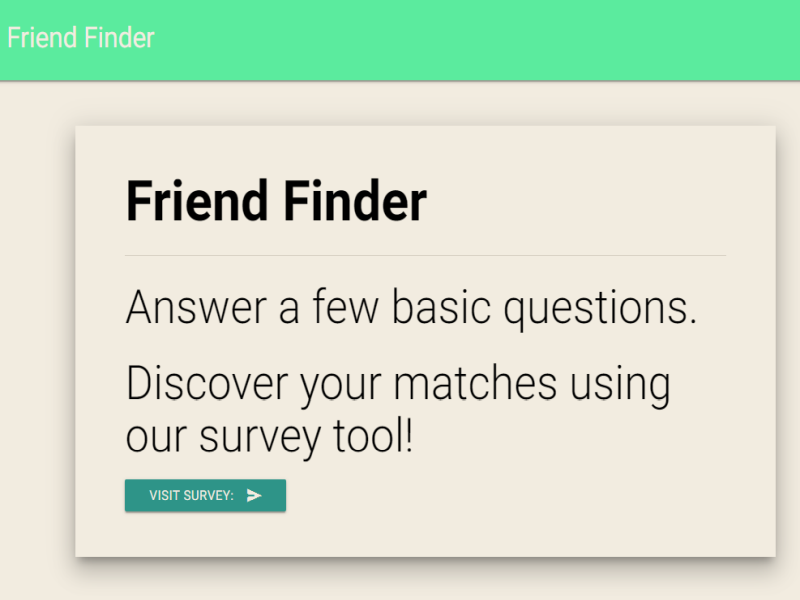 Friend Finder
Friend Finder
Answer a few basic questions.
Discover your matches using
our survey tool!
VISIT SURVEY: